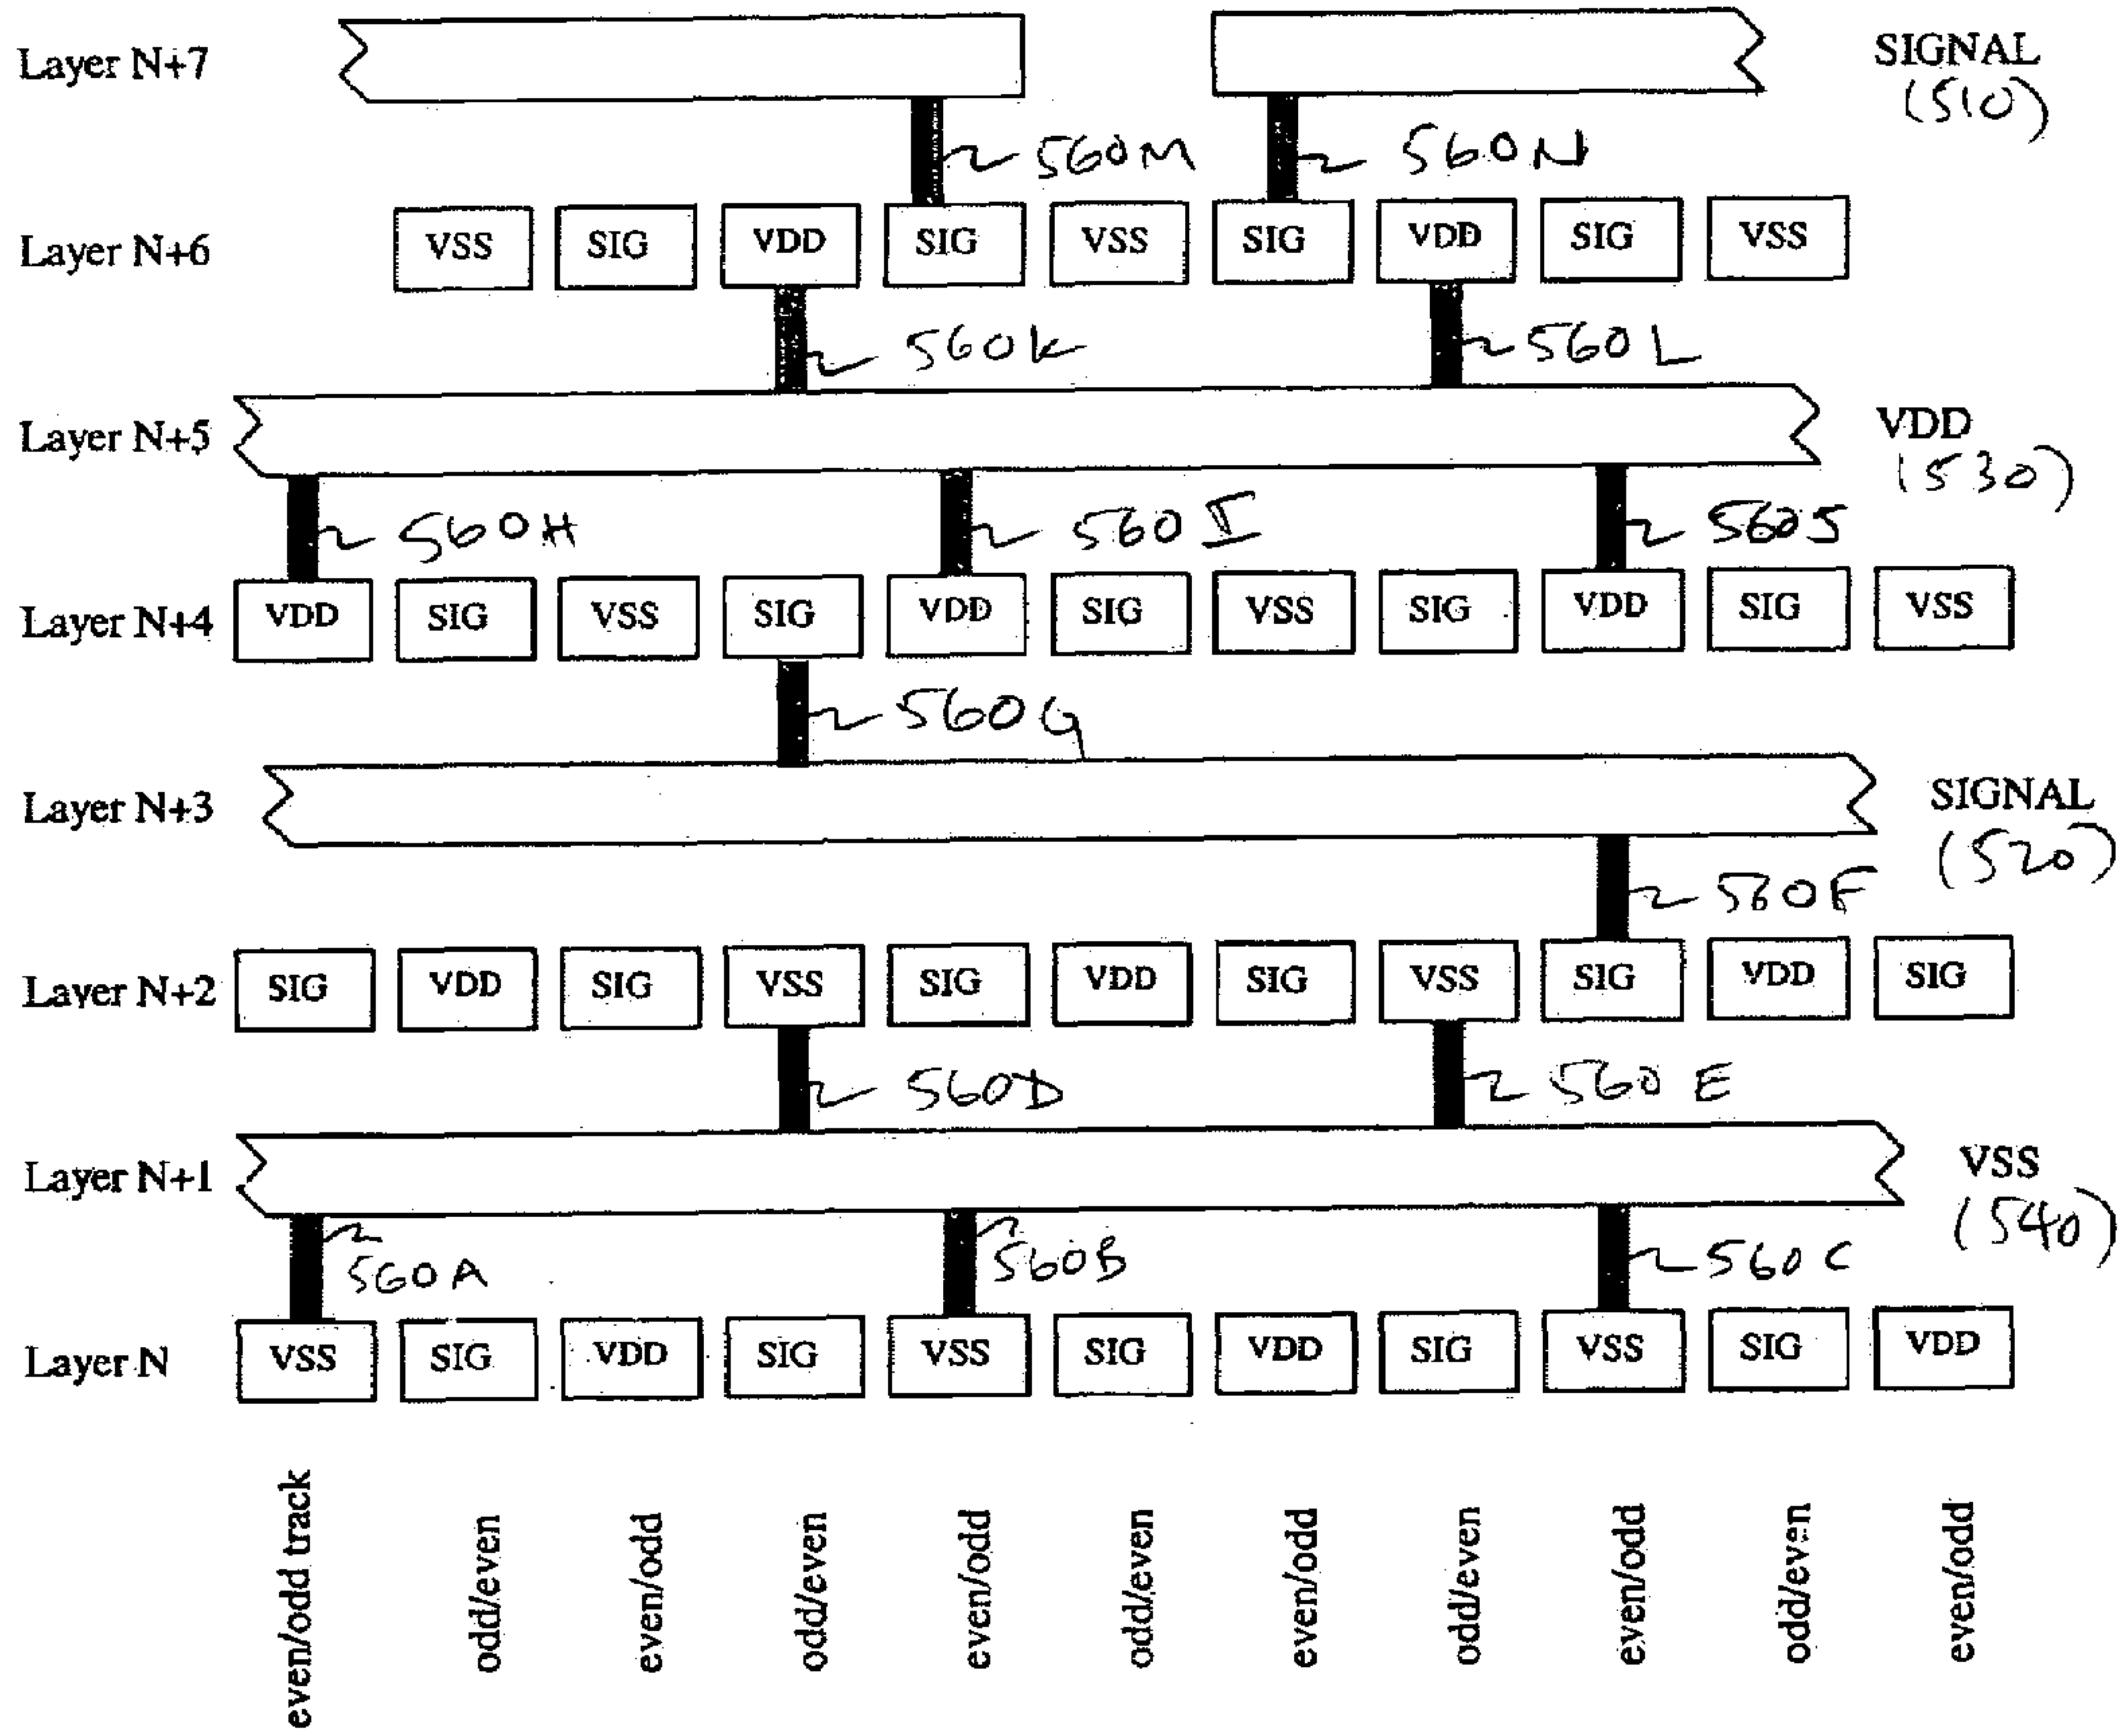 Layer N+7 SIGNAL
(510)
560M 560N
Layer N+6 VSS SIG VDD SIG VSS SIG VDD SIG VSS
560K 560L
Layer N+5 VDD
(530)
560H 560I 560J
Layer N+4 VDD SIG VSS SIG VDD SIG VSS SIG VDD SIG VSS
560G
Layer N+3 SIGNAL
(520)
560F
Layer N+2 SIG VDD SIG VSS SIG VDD SIG VSS SIG VDD SIG
560D 560E
Layer N+1 VSS
(540)
560A 560B 560C
Layer N VSS SIG VDD SIG VSS SIG VDD SIG VSS SIG VDD
even/odd track
odd/even
even/odd
odd/even
even/odd
odd/even
even/odd
odd/even
even/odd
odd/even
even/odd